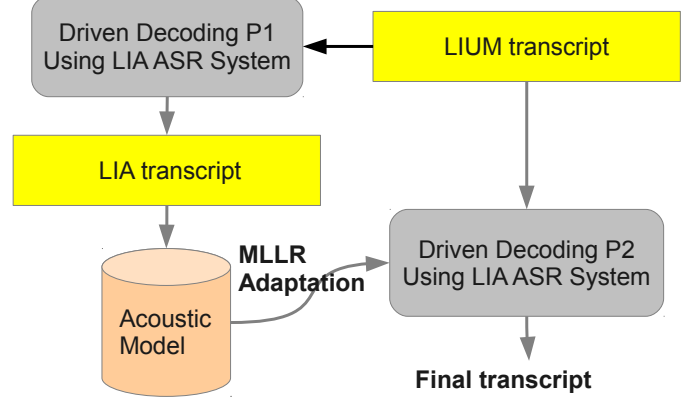 Driven Decoding P1
Using LIA ASR System
LIUM transcript
LIA transcript
MLLR
Adaptation
Driven Decoding P2
Using LIA ASR System
Acoustic
Model
Final transcript